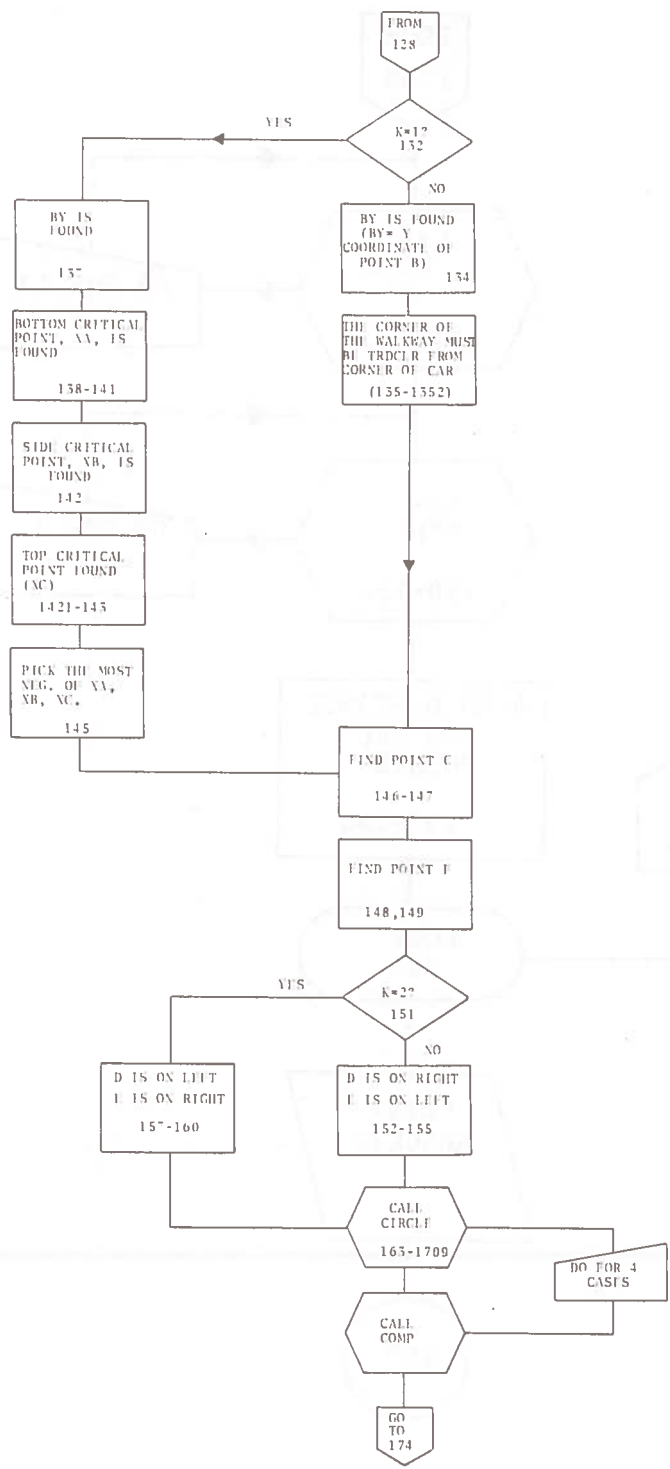 FROM
128
YES
K=1?
132
NO
BY IS
FOUND
137
BY IS FOUND
(BY= Y
COORDINATE OF
POINT B)
134
BOTTOM CRITICAL
POINT, XA, IS
FOUND
138-141
THE CORNER OF
THE WALKWAY MUST
BE TRDCLR FROM
CORNER OF CAR
(135-1352)
SIDE CRITICAL
POINT, XB, IS
FOUND
142
TOP CRITICAL
POINT FOUND
(XC)
1421-143
PICK THE MOST
NEG. OF XA,
XB, XC.
145
FIND POINT C
146-147
FIND POINT F
148,149
YES
K=2?
151
NO
D IS ON LEFT
E IS ON RIGHT
157-160
D IS ON RIGHT
E IS ON LEFT
152-155
CALL
CIRCLE
163-1709
DO FOR 4
CASES
CALL
COMP
GO
TO
174